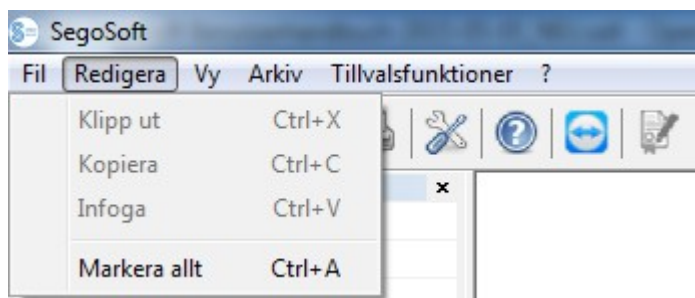 SegoSoft
Fil Redigera Vy Arkiv Tillvalsfunktioner ?
Klipp ut Ctrl+X
Kopiera Ctrl+C
Infoga Ctrl+V
Markera allt Ctrl+A